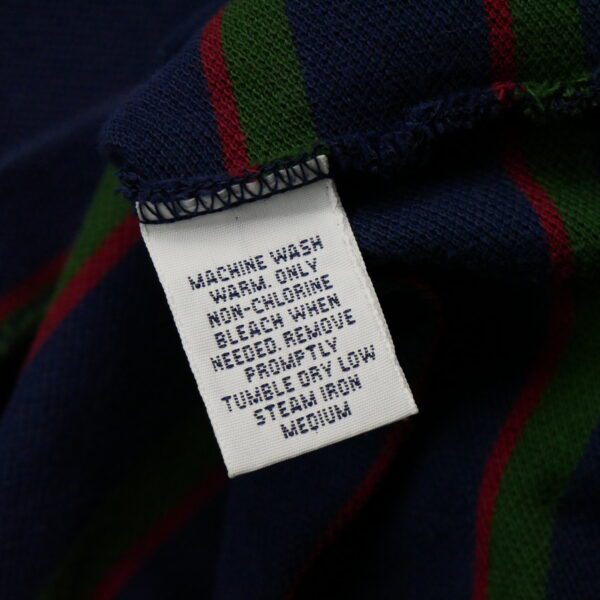 MACHINE WASH
WARM. ONLY
NON-CHLORINE
BLEACH WHEN
NEEDED. REMOVE
PROMPTLY
TUMBLE DRY LOW
STEAM IRON
MEDIUM